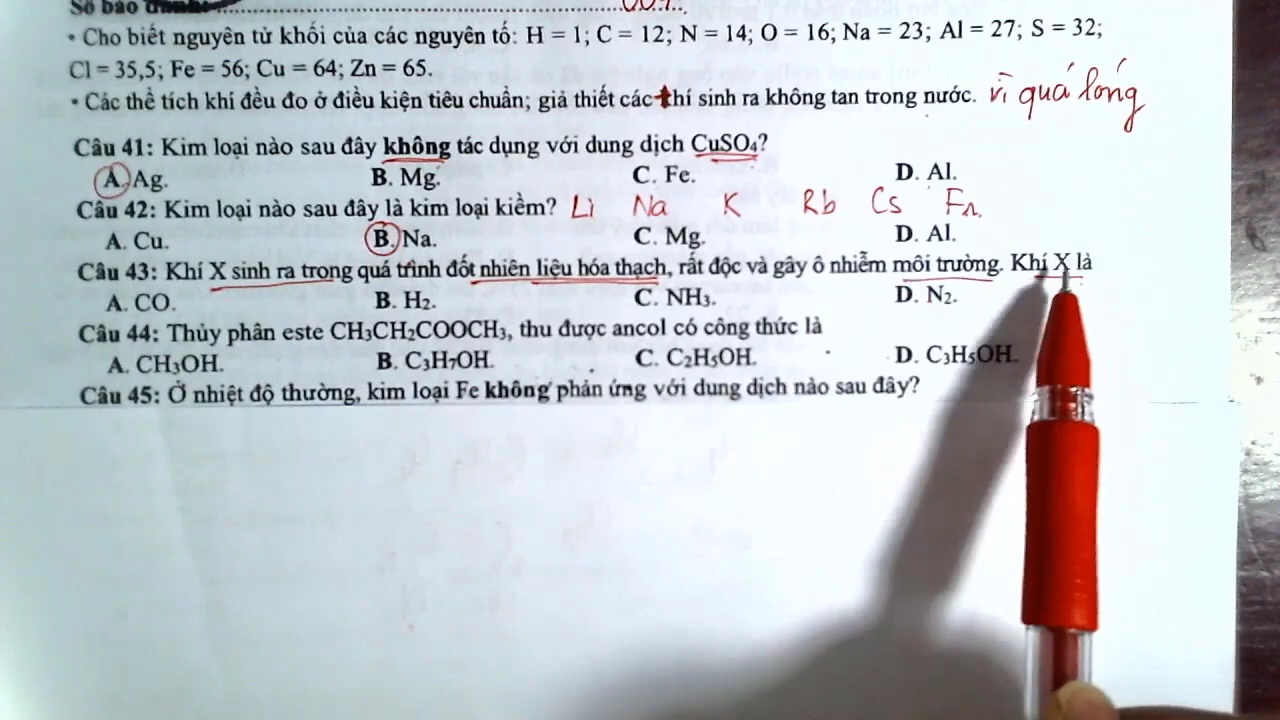 Số báo danh:
• Cho biết nguyên tử khối của các nguyên tố: H = 1; C = 12; N = 14; O = 16; Na = 23; Al = 27; S = 32;
Cl = 35,5; Fe = 56; Cu = 64; Zn = 65.
• Các thể tích khí đều đo ở điều kiện tiêu chuẩn; giả thiết các khí sinh ra không tan trong nước. vì quá lỏng
Câu 41: Kim loại nào sau đây không tác dụng với dung dịch CuSO₄?
A. Ag. B. Mg. C. Fe. D. Al.
Câu 42: Kim loại nào sau đây là kim loại kiềm? Li Na K Rb Cs Fr.
A. Cu. B. Na. C. Mg. D. Al.
Câu 43: Khí X sinh ra trong quá trình đốt nhiên liệu hóa thạch, rất độc và gây ô nhiễm môi trường. Khí X là
A. CO. B. H₂. C. NH₃. D. N₂.
Câu 44: Thủy phân este CH₃CH₂COOCH₃, thu được ancol có công thức là
A. CH₃OH. B. C₃H₇OH. C. C₂H₅OH. D. C₃H₅OH.
Câu 45: Ở nhiệt độ thường, kim loại Fe không phản ứng với dung dịch nào sau đây?